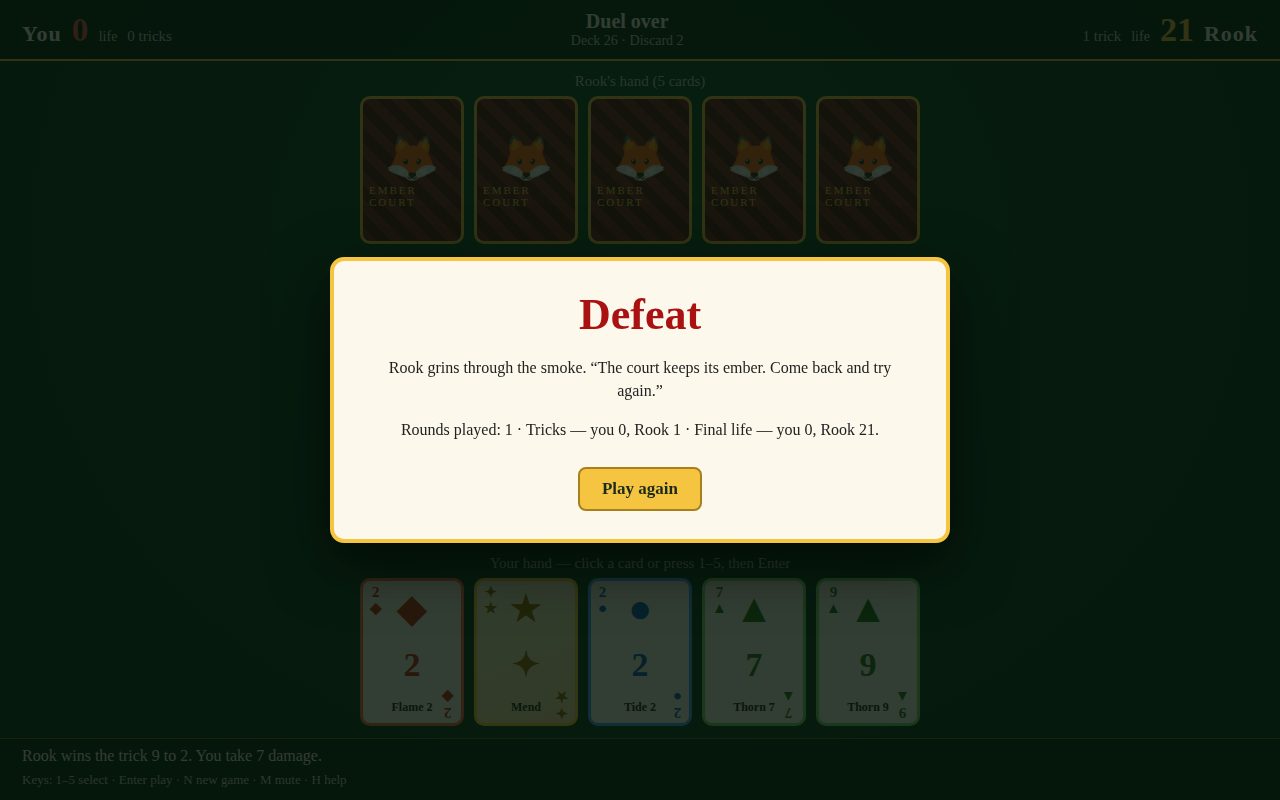 You 0 life 0 tricks
Duel over
Deck 26 · Discard 2
1 trick life 21 Rook
Rook's hand (5 cards)
EMBER COURT
EMBER COURT
EMBER COURT
EMBER COURT
EMBER COURT
Defeat
Rook grins through the smoke. “The court keeps its ember. Come back and try
again.”
Rounds played: 1 · Tricks — you 0, Rook 1 · Final life — you 0, Rook 21.
Play again
Your hand — click a card or press 1–5, then Enter
2 ◆
◆
2
Flame 2
2 ◆
✦ ★
★
✦
Mend
✦ ★
2 ●
●
2
Tide 2
2 ●
7 ▲
▲
7
Thorn 7
7 ▲
9 ▲
▲
9
Thorn 9
9 ▲
Rook wins the trick 9 to 2. You take 7 damage.
Keys: 1–5 select · Enter play · N new game · M mute · H help